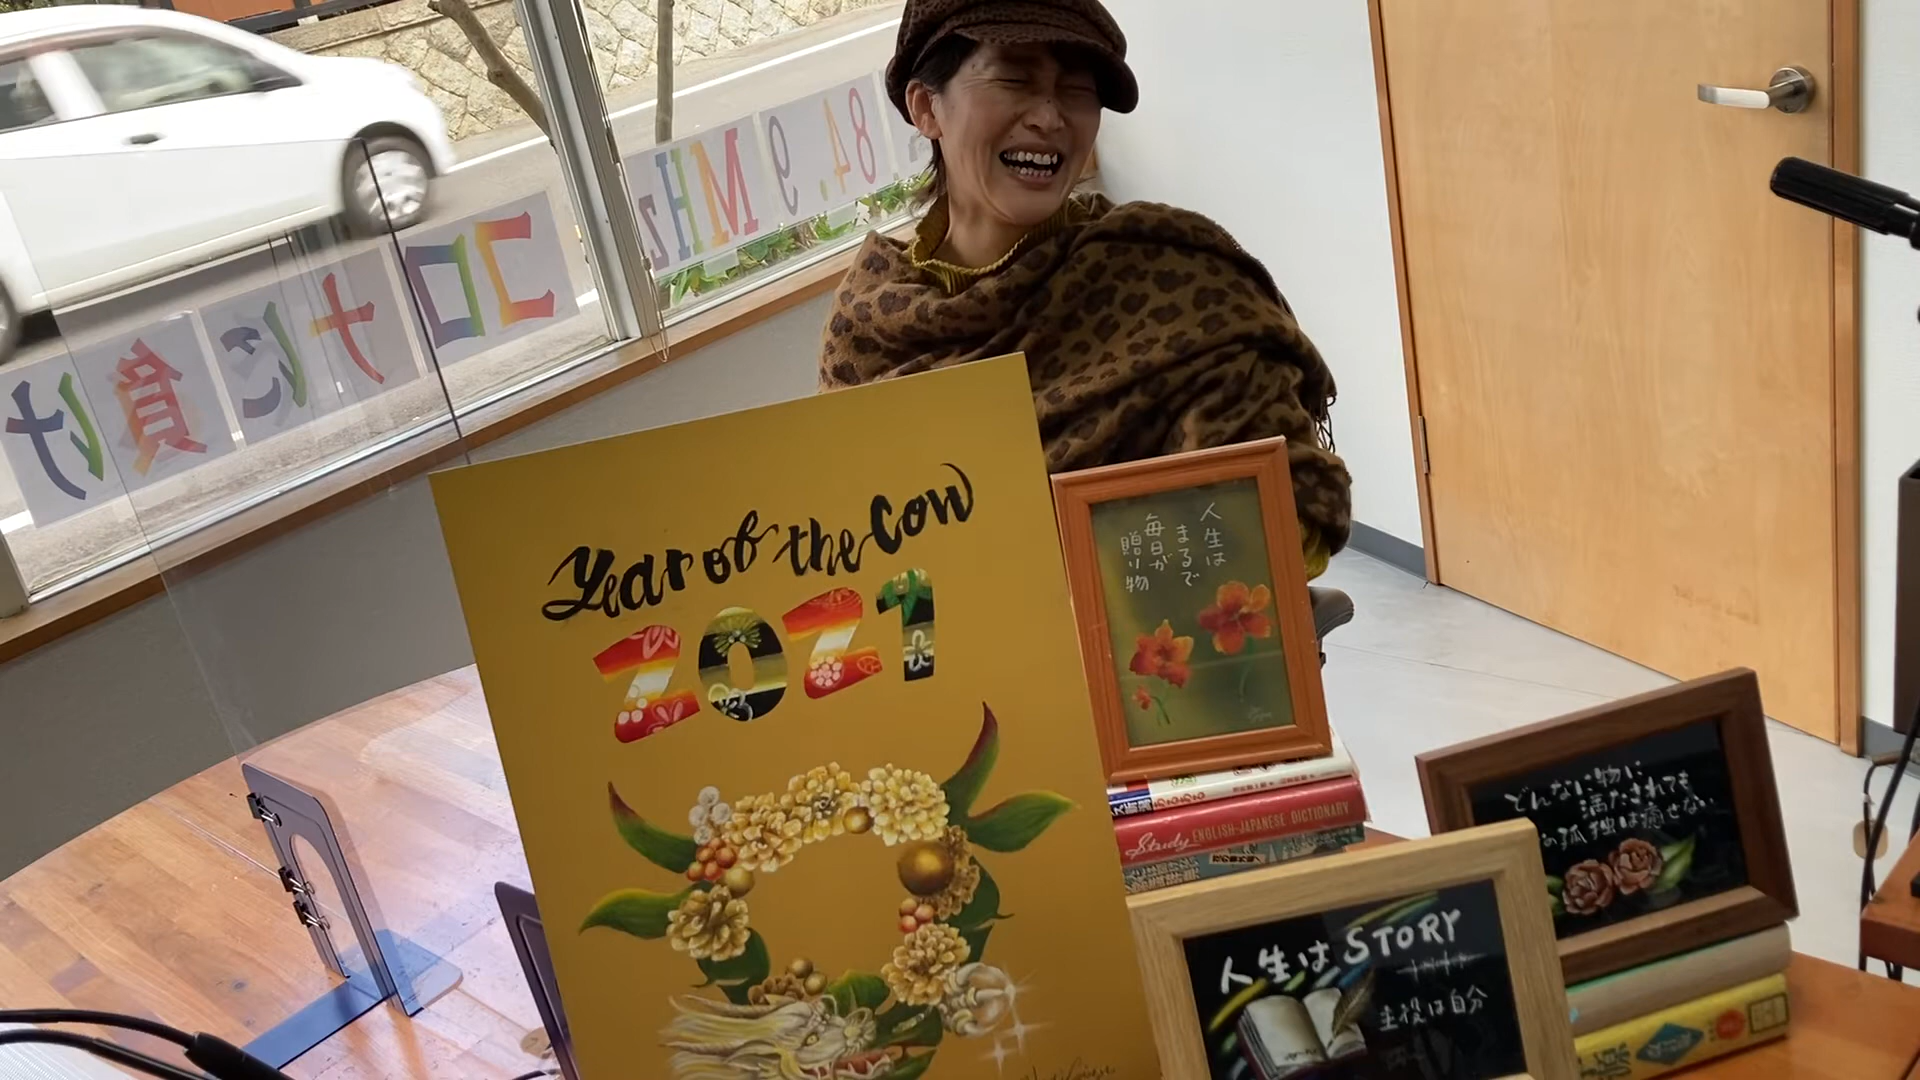 84.9MHz
コロナに負け
Year of the Cow
2021
人生は
まるで
毎日が
贈り物
ENGLISH-JAPANESE DICTIONARY
Study
どんなに物に
満たされても
の孤独は癒せない
人生はSTORY
主役は自分